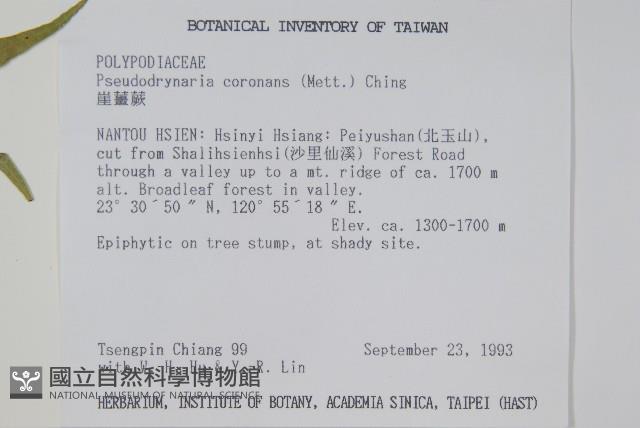 BOTANICAL INVENTORY OF TAIWAN
POLYPODIACEAE
Pseudodrynaria coronans (Mett.) Ching
崖薑蕨
NANTOU HSIEN: Hsinyi Hsiang: Peiyushan(北玉山),
cut from Shalihsienhsi(沙里仙溪) Forest Road
through a valley up to a mt. ridge of ca. 1700 m
alt. Broadleaf forest in valley.
23° 30´50 ″ N, 120° 55´18 ″ E.
Elev. ca. 1300-1700 m
Epiphytic on tree stump, at shady site.
Tsengpin Chiang 99 September 23, 1993
with R. Lin
國立自然科學博物館
NATIONAL MUSEUM OF NATURAL SCIENCE
HERBARIUM, INSTITUTE OF BOTANY, ACADEMIA SINICA, TAIPEI (HAST)